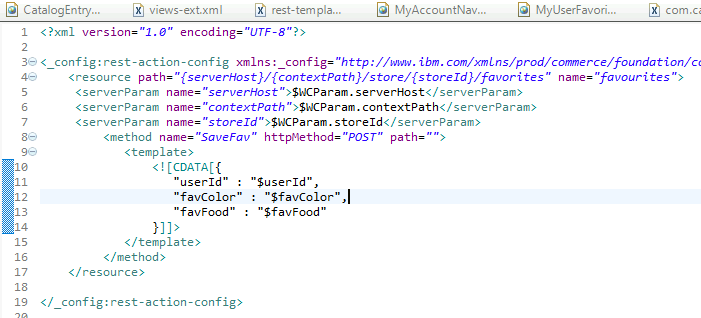 CatalogEntry... views-ext.xml rest-templa... MyAccountNav... MyUserFavori... com.ca
1 <?xml version="1.0" encoding="UTF-8"?>
2
3 <_config:rest-action-config xmlns:_config="http://www.ibm.com/xmlns/prod/commerce/foundation/co
4 <resource path="{serverHost}/{contextPath}/store/{storeId}/favorites" name="favourites">
5 <serverParam name="serverHost">$WCParam.serverHost</serverParam>
6 <serverParam name="contextPath">$WCParam.contextPath</serverParam>
7 <serverParam name="storeId">$WCParam.storeId</serverParam>
8 <method name="SaveFav" httpMethod="POST" path="">
9 <template>
10 <![CDATA[{
11 "userId" : "$userId",
12 "favColor" : "$favColor",
13 "favFood" : "$favFood"
14 }]]>
15 </template>
16 </method>
17 </resource>
18
19 </_config:rest-action-config>